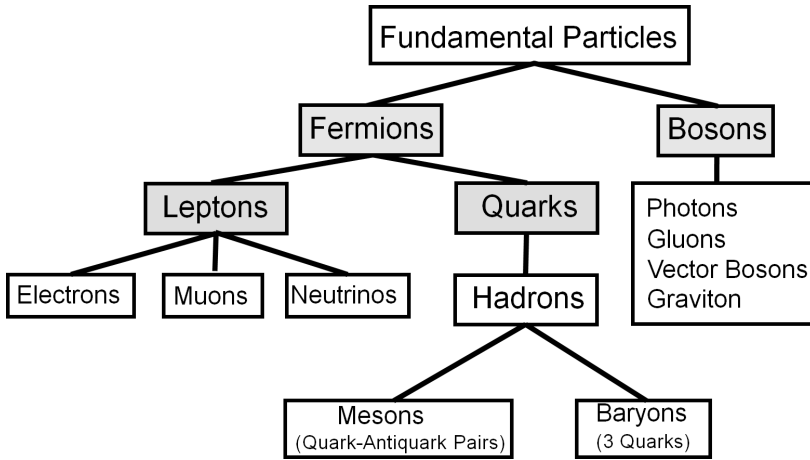 Fundamental Particles
Fermions
Bosons
Leptons
Quarks
Photons
Gluons
Vector Bosons
Graviton
Electrons
Muons
Neutrinos
Hadrons
Mesons
(Quark-Antiquark Pairs)
Baryons
(3 Quarks)